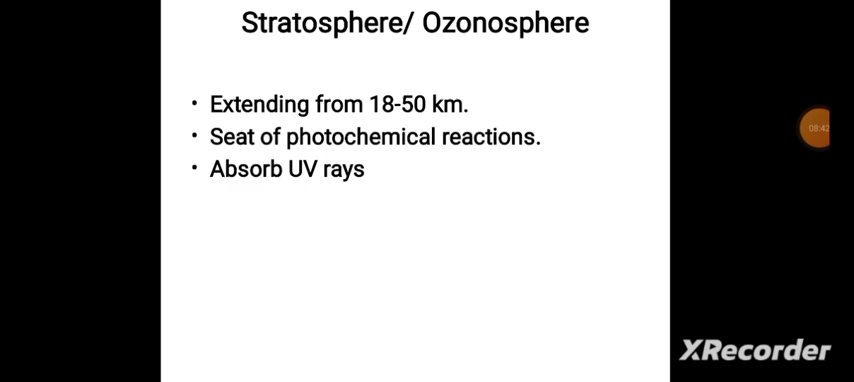 Stratosphere/ Ozonosphere
• Extending from 18-50 km.
• Seat of photochemical reactions.
• Absorb UV rays
08:42
XRecorder